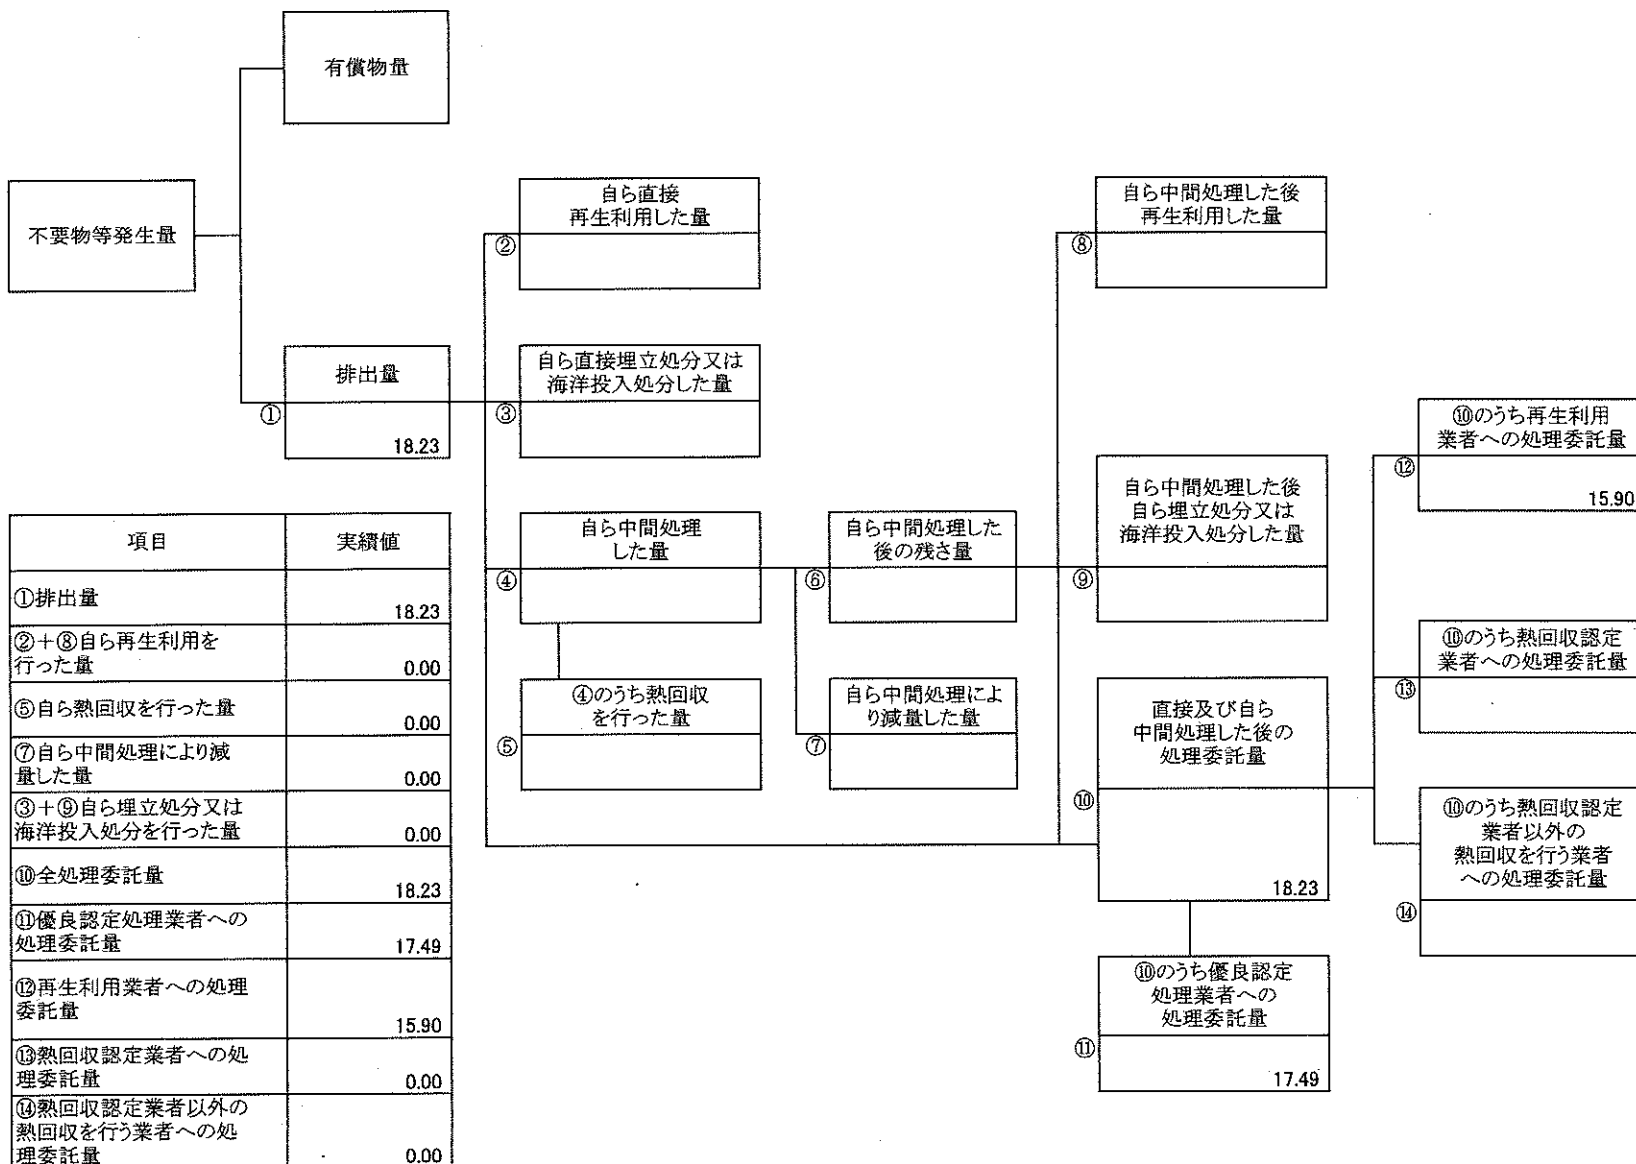 有償物量
不要物等発生量
自ら直接
再生利用した量
②
自ら中間処理した後
再生利用した量
⑧
排出量
①
18.23
自ら直接埋立処分又は
海洋投入処分した量
③
⑩のうち再生利用
業者への処理委託量
⑫
15.90
自ら中間処理
した量
④
自ら中間処理した
後の残さ量
⑥
自ら中間処理した後
自ら埋立処分又は
海洋投入処分した量
⑨
④のうち熱回収
を行った量
⑤
自ら中間処理によ
り減量した量
⑦
直接及び自ら
中間処理した後の
処理委託量
⑩
18.23
⑩のうち熱回収認定
業者への処理委託量
⑬
⑩のうち熱回収認定
業者以外の
熱回収を行う業者
への処理委託量
⑭
⑩のうち優良認定
処理業者への
処理委託量
⑪
17.49
項目 実績値
①排出量
18.23
②+⑧自ら再生利用を
行った量 0.00
⑤自ら熱回収を行った量
0.00
⑦自ら中間処理により減
量した量 0.00
③+⑨自ら埋立処分又は
海洋投入処分を行った量 0.00
⑩全処理委託量
18.23
⑪優良認定処理業者への
処理委託量 17.49
⑫再生利用業者への処理
委託量
15.90
⑬熱回収認定業者への処
理委託量 0.00
⑭熱回収認定業者以外の
熱回収を行う業者への処
理委託量 0.00